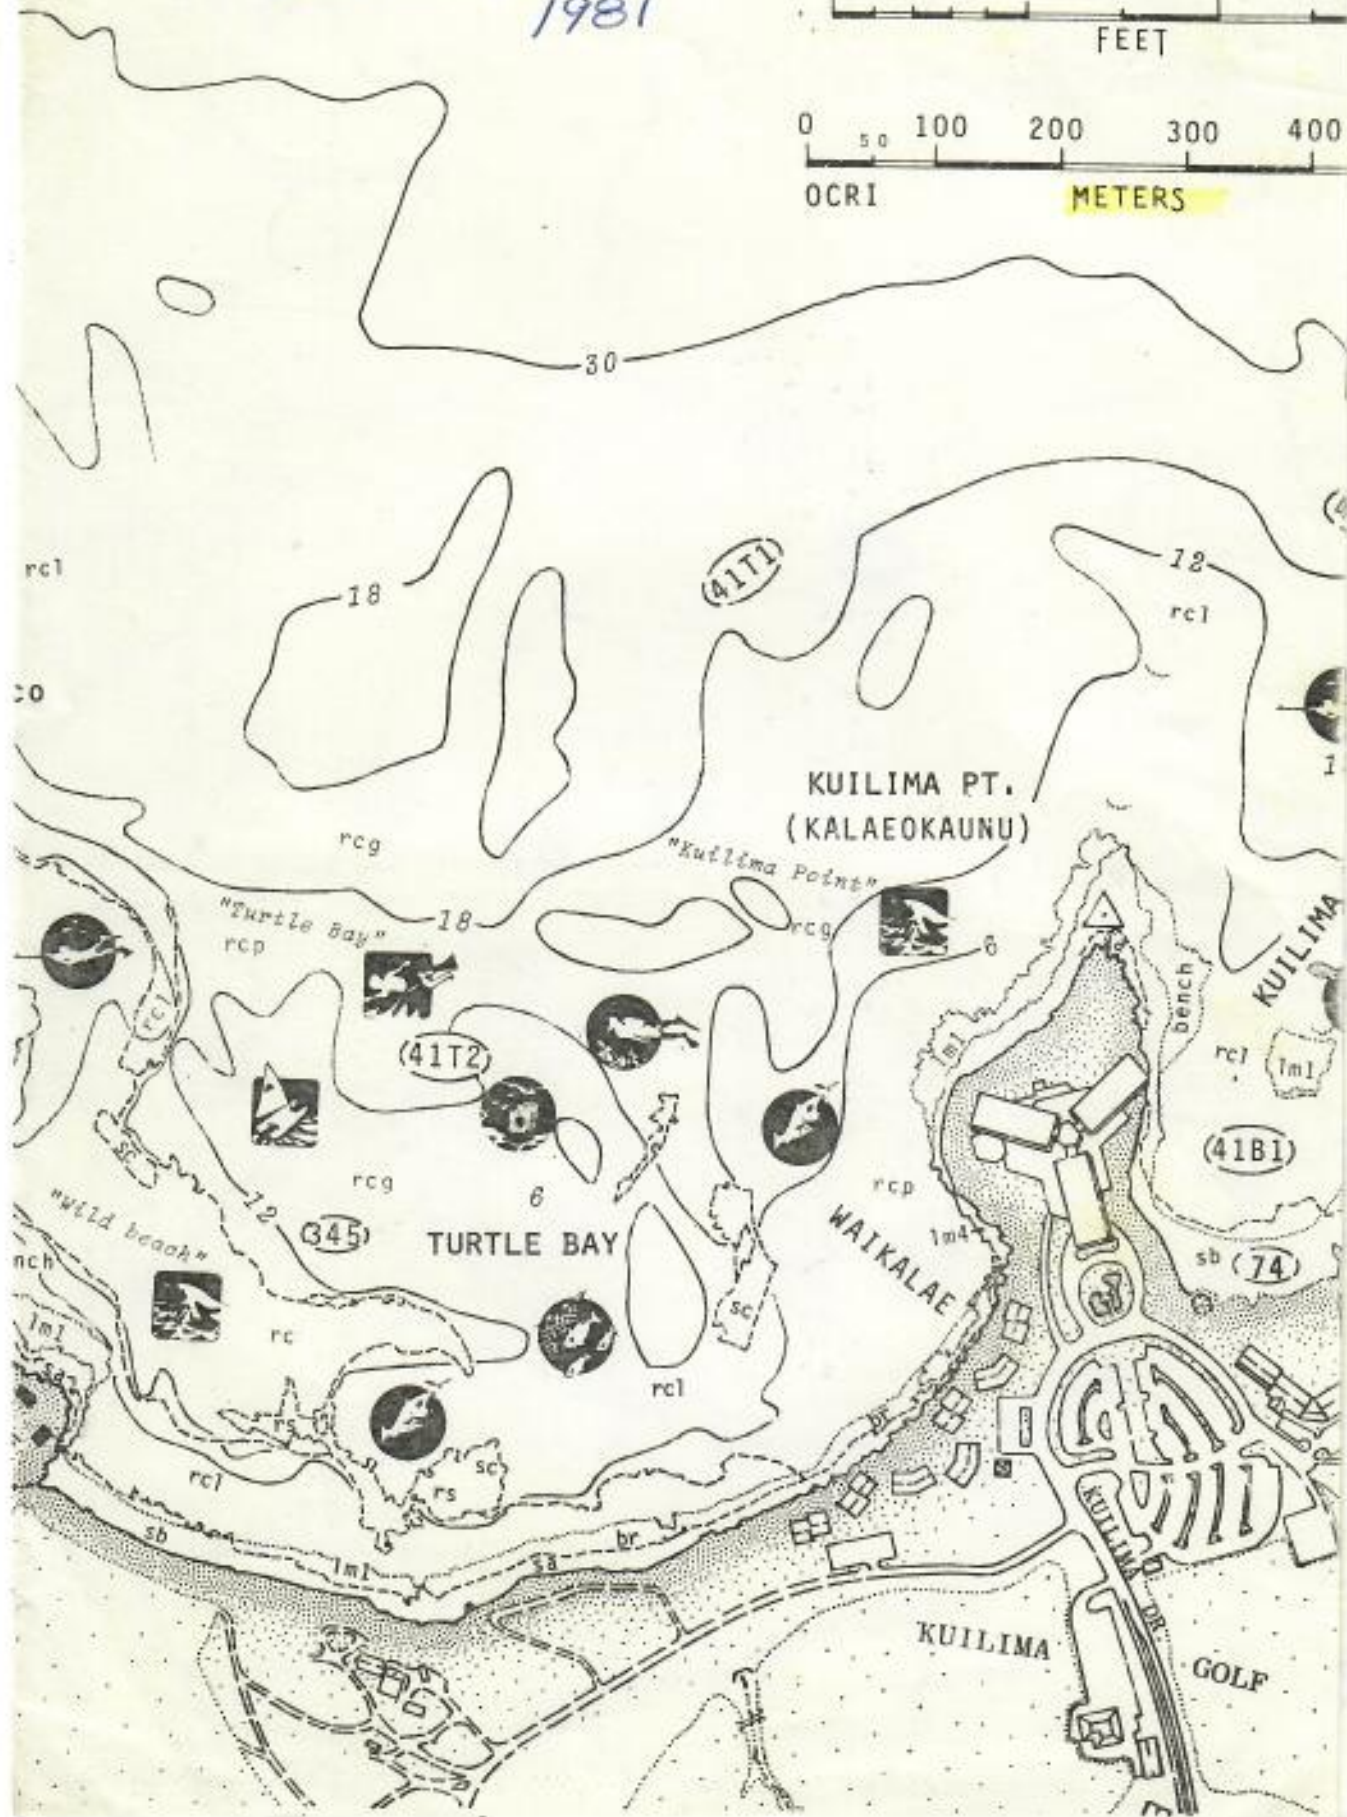 1981
FEET
0 50 100 200 300 400
OCRI METERS
30
rcl
18
41T1
12
rcl
KUILIMA PT.
(KALAEOKAUNU)
rcg
"Kuilima Point"
"Turtle Bay"
rcp
18
rcg
6
KUILIMA
bench
rcl
lml
41T2
rcl
lml
sc
41B1
rcg
6
rcp
12
345
TURTLE BAY
WAIKALAE
lm4
sb
74
"Wild beach"
nch
lml
rc
sc
rcl
rs
sc
rs
rcl
br
sb
lml
sa
br
KUILIMA DR
KUILIMA
GOLF